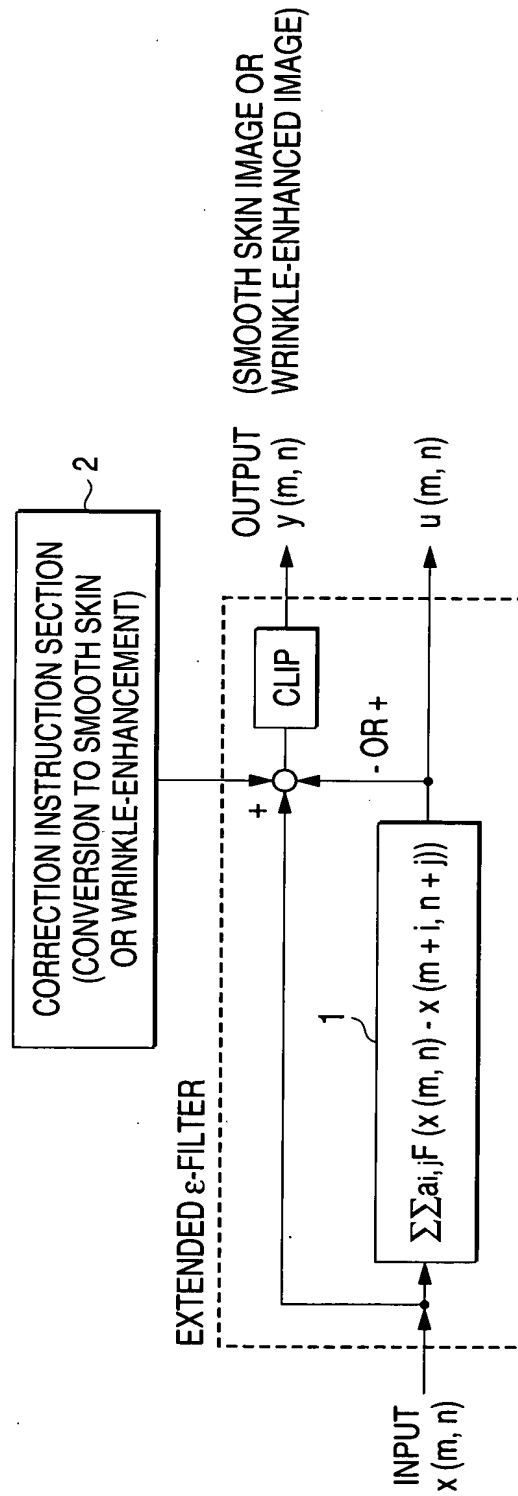 CORRECTION INSTRUCTION SECTION
(CONVERSION TO SMOOTH SKIN
OR WRINKLE-ENHANCEMENT)
2
EXTENDED ε-FILTER
+
CLIP
OUTPUT
y (m, n)
(SMOOTH SKIN IMAGE OR
WRINKLE-ENHANCED IMAGE)
- OR +
1
ΣΣai,jF (x (m, n) - x (m + i, n + j))
u (m, n)
INPUT
x (m, n)